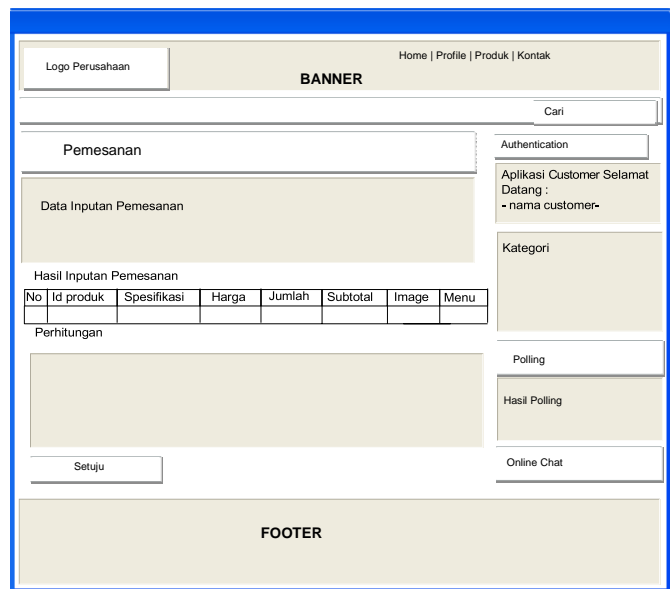 Logo Perusahaan
Home | Profile | Produk | Kontak
BANNER
Cari
Pemesanan
Data Inputan Pemesanan
Hasil Inputan Pemesanan
No Id produk Spesifikasi Harga Jumlah Subtotal Image Menu
Perhitungan
Setuju
Authentication
Aplikasi Customer Selamat
Datang :
- nama customer-
Kategori
Polling
Hasil Polling
Online Chat
FOOTER